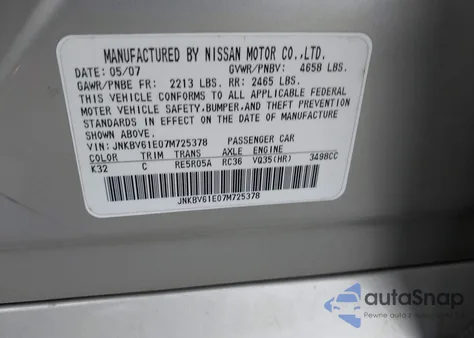 MANUFACTURED BY NISSAN MOTOR CO.,LTD.
DATE: 05/07 GVWR/PNBV: 4658 LBS.
GAWR/PNBE FR: 2213 LBS. RR: 2465 LBS.
THIS VEHICLE CONFORMS TO ALL APPLICABLE FEDERAL
MOTOR VEHICLE SAFETY,BUMPER,AND THEFT PREVENTION
STANDARDS IN EFFECT ON THE DATE OF MANUFACTURE
SHOWN ABOVE.
VIN: JNKBV61E07M725378 PASSENGER CAR
COLOR TRIM TRANS AXLE ENGINE
K32 C RE5R05A RC36 VQ35(HR) 3498CC
JNKBV61E07M725378
autoSnap
Pewne auto prosto z